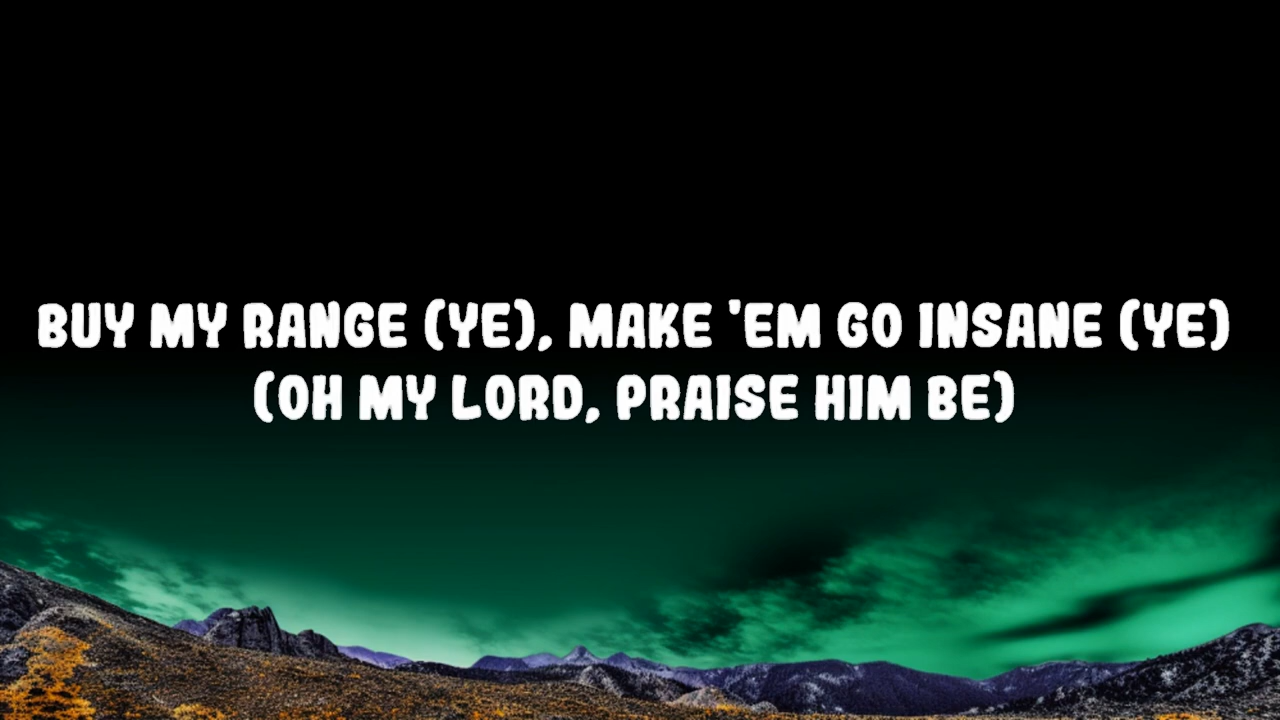 BUY MY RANGE (YE), MAKE 'EM GO INSANE (YE)
(OH MY LORD, PRAISE HIM BE)